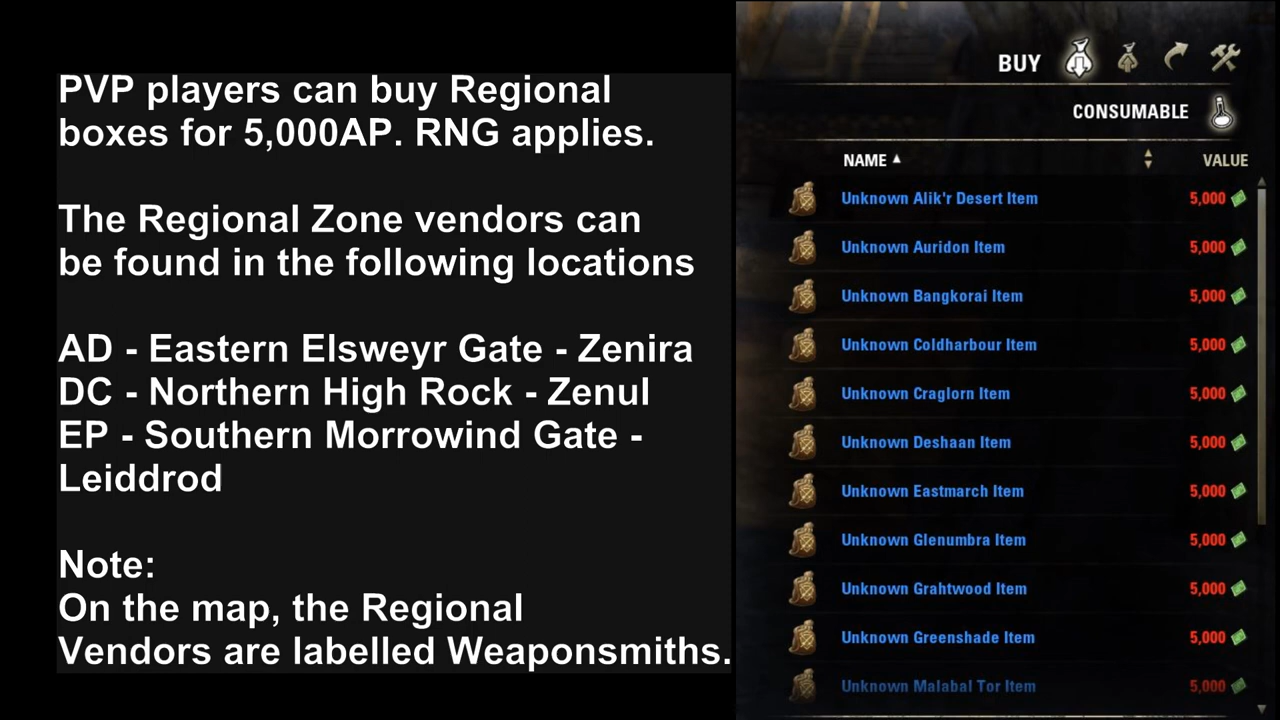 PVP players can buy Regional
boxes for 5,000AP. RNG applies.
The Regional Zone vendors can
be found in the following locations
AD - Eastern Elsweyr Gate - Zenira
DC - Northern High Rock - Zenul
EP - Southern Morrowind Gate -
Leiddrod
Note:
On the map, the Regional
Vendors are labelled Weaponsmiths.
BUY
CONSUMABLE
NAME VALUE
Unknown Alik'r Desert Item 5,000
Unknown Auridon Item 5,000
Unknown Bangkorai Item 5,000
Unknown Coldharbour Item 5,000
Unknown Craglorn Item 5,000
Unknown Deshaan Item 5,000
Unknown Eastmarch Item 5,000
Unknown Glenumbra Item 5,000
Unknown Grahtwood Item 5,000
Unknown Greenshade Item 5,000
Unknown Malabal Tor Item 5,000